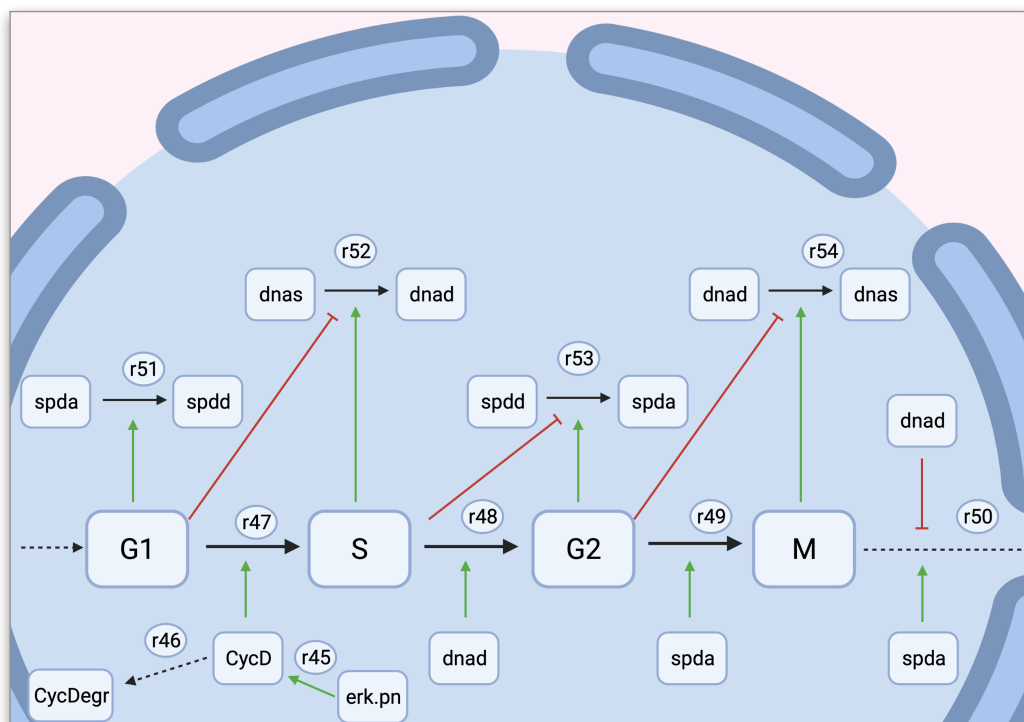 r52
r54
dnas
dnad
dnad
dnas
r51
r53
spda
spdd
spdd
spda
dnad
r47
r48
r49
r50
G1
S
G2
M
r46
CycD
r45
dnad
spda
spda
CycDegr
erk.pn